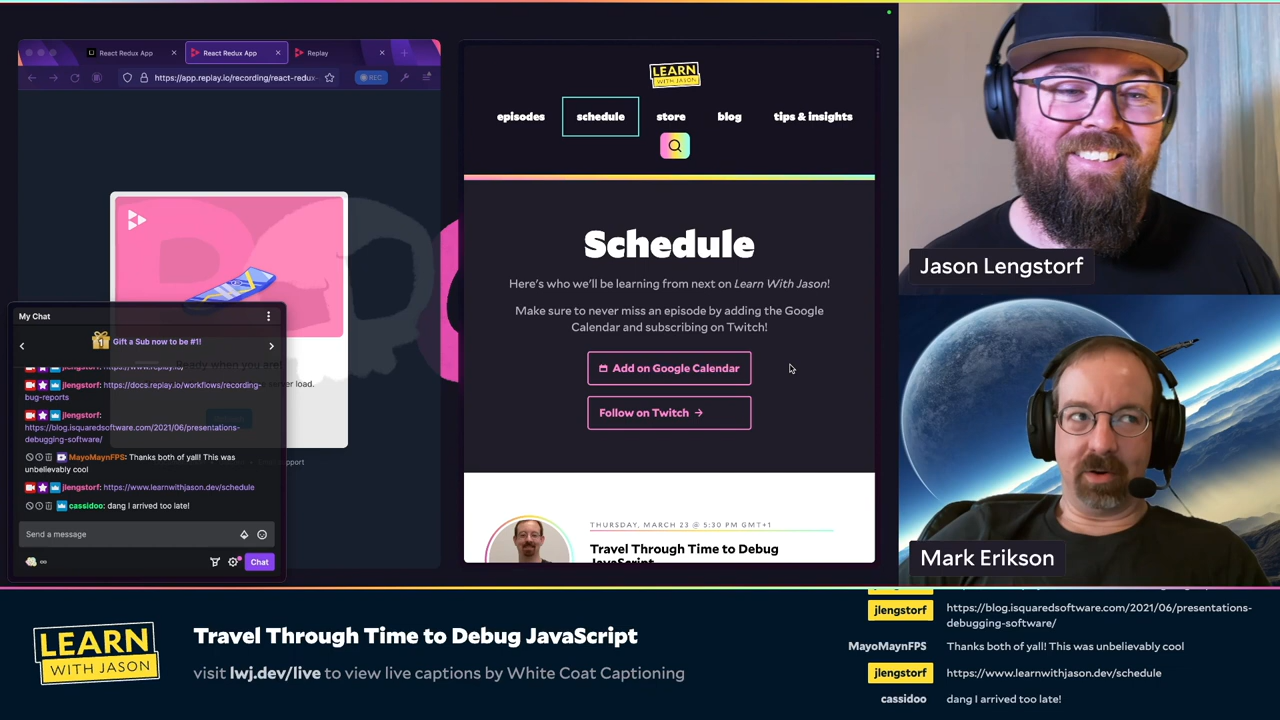 React Redux App
React Redux App
Replay
https://app.replay.io/recording/react-redux-
REC
LEARN
WITH JASON
episodes
schedule
store
blog
tips & insights
Schedule
Here's who we'll be learning from next on Learn With Jason!
Make sure to never miss an episode by adding the Google
Calendar and subscribing on Twitch!
Add on Google Calendar
Follow on Twitch →
THURSDAY, MARCH 23 @ 5:30 PM GMT+1
Travel Through Time to Debug
JavaScript
My Chat
Gift a Sub now to be #1!
jlengstorf: https://www.replay.io/
jlengstorf: https://docs.replay.io/workflows/recording-
bug-reports
jlengstorf:
https://blog.isquaredsoftware.com/2021/06/presentations-
debugging-software/
MayoMaynFPS: Thanks both of yall! This was
unbelievably cool
jlengstorf: https://www.learnwithjason.dev/schedule
cassidoo: dang I arrived too late!
Send a message
Chat
Jason Lengstorf
Mark Erikson
LEARN
WITH JASON
Travel Through Time to Debug JavaScript
visit lwj.dev/live to view live captions by White Coat Captioning
jlengstorf
https://blog.isquaredsoftware.com/2021/06/presentations-
debugging-software/
MayoMaynFPS
Thanks both of yall! This was unbelievably cool
jlengstorf
https://www.learnwithjason.dev/schedule
cassidoo
dang I arrived too late!